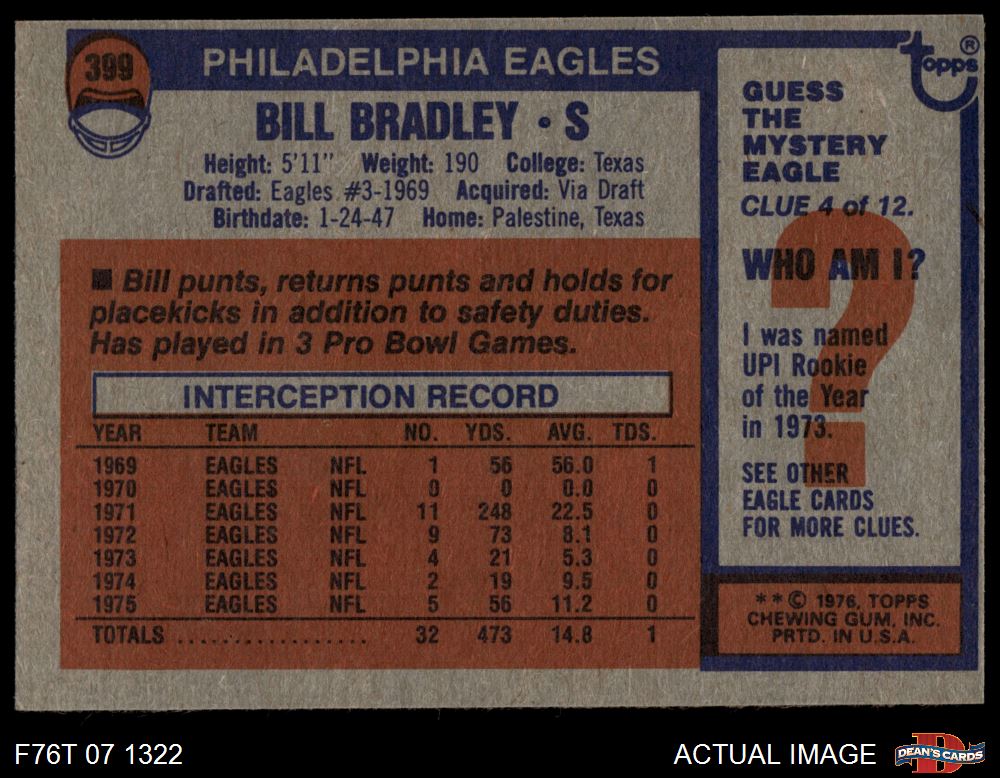 399
PHILADELPHIA EAGLES
BILL BRADLEY • S
Height: 5'11" Weight: 190 College: Texas
Drafted: Eagles #3-1969 Acquired: Via Draft
Birthdate: 1-24-47 Home: Palestine, Texas
■ Bill punts, returns punts and holds for
placekicks in addition to safety duties.
Has played in 3 Pro Bowl Games.
INTERCEPTION RECORD
YEAR TEAM NO. YDS. AVG. TDS.
1969 EAGLES NFL 1 56 56.0 1
1970 EAGLES NFL 0 0 0.0 0
1971 EAGLES NFL 11 248 22.5 0
1972 EAGLES NFL 9 73 8.1 0
1973 EAGLES NFL 4 21 5.3 0
1974 EAGLES NFL 2 19 9.5 0
1975 EAGLES NFL 5 56 11.2 0
TOTALS .................. 32 473 14.8 1
topps ®
GUESS
THE
MYSTERY
EAGLE
CLUE 4 of 12.
WHO AM I?
?
I was named
UPI Rookie
of the Year
in 1973.
SEE OTHER
EAGLE CARDS
FOR MORE CLUES.
** © 1976, TOPPS
CHEWING GUM, INC.
PRTD. IN U.S.A.
F76T 07 1322
ACTUAL IMAGE
DEAN'S CARDS